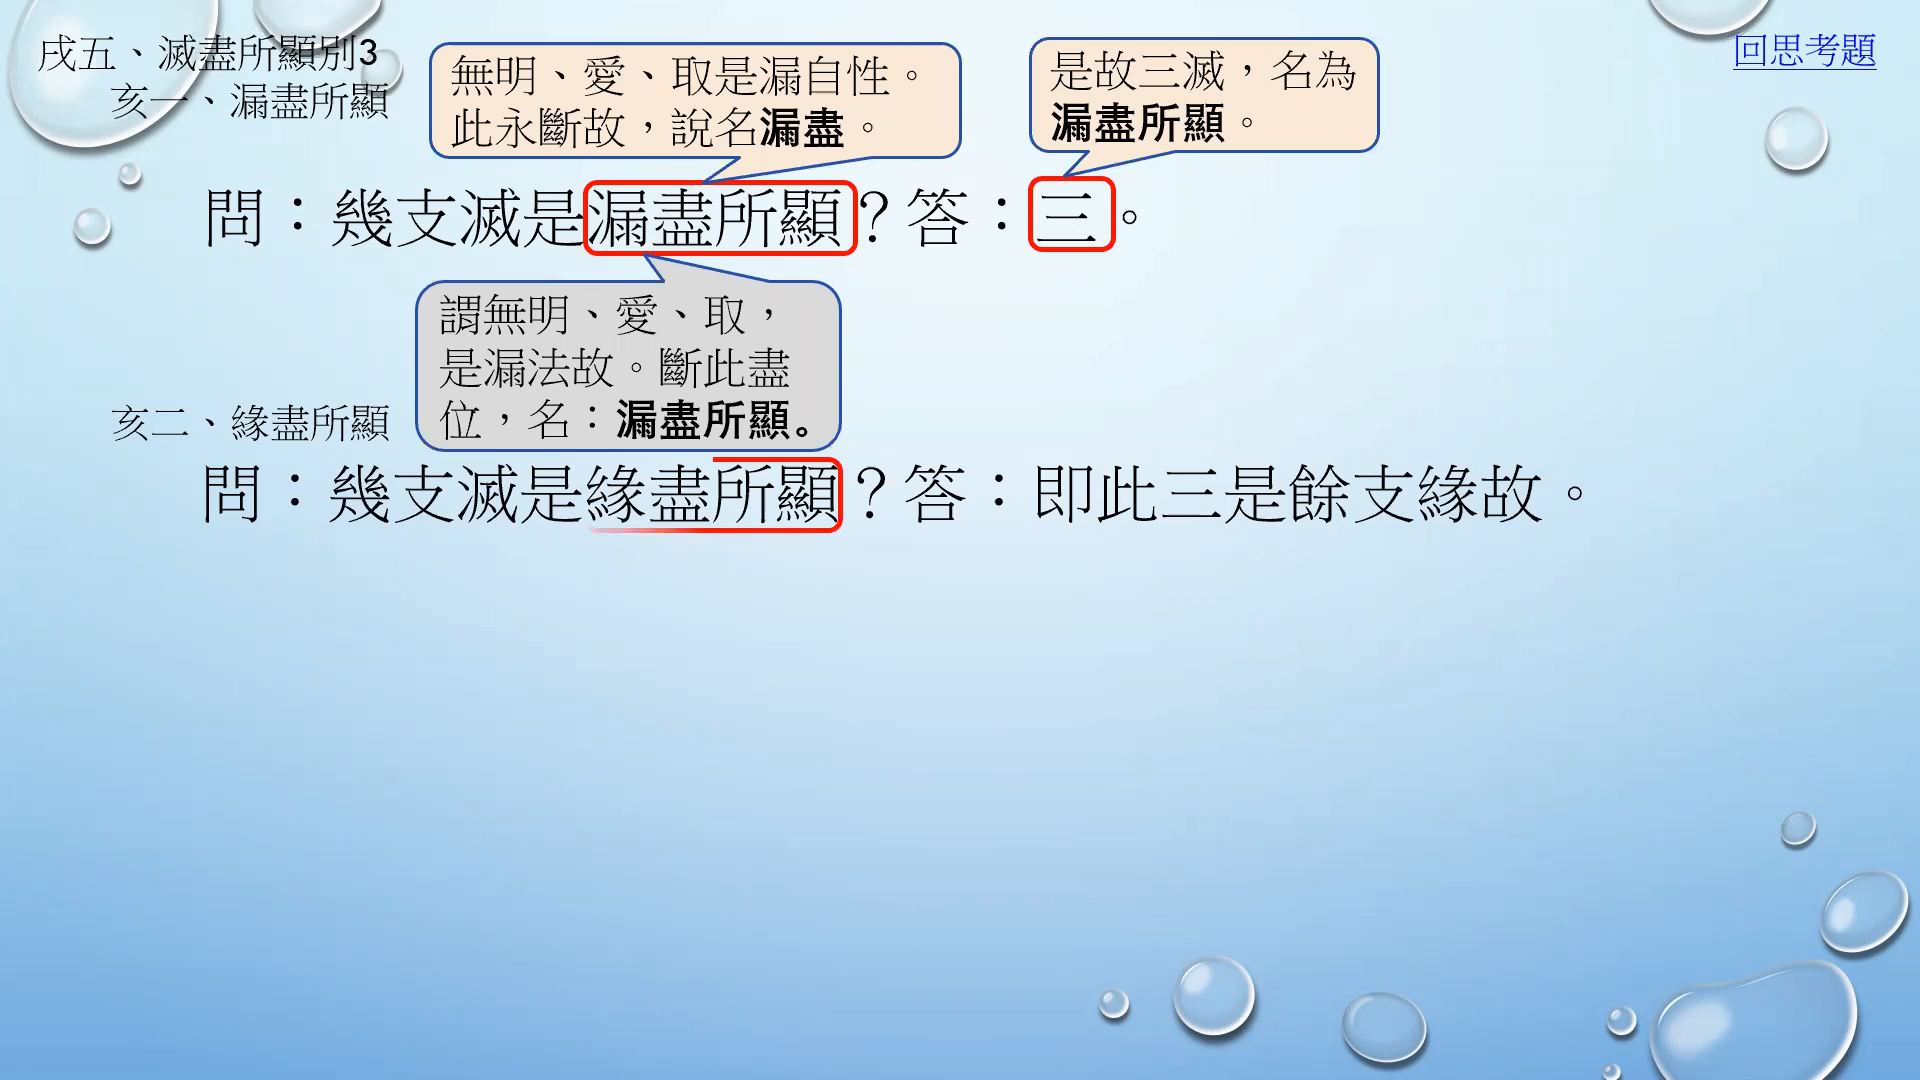 戌五、滅盡所顯別3
亥一、漏盡所顯
無明、愛、取是漏自性。
此永斷故，說名漏盡。
是故三滅，名為
漏盡所顯。
回思考題
問：幾支滅是漏盡所顯？答：三。
謂無明、愛、取，
是漏法故。斷此盡
位，名：漏盡所顯。
亥二、緣盡所顯
問：幾支滅是緣盡所顯？答：即此三是餘支緣故。